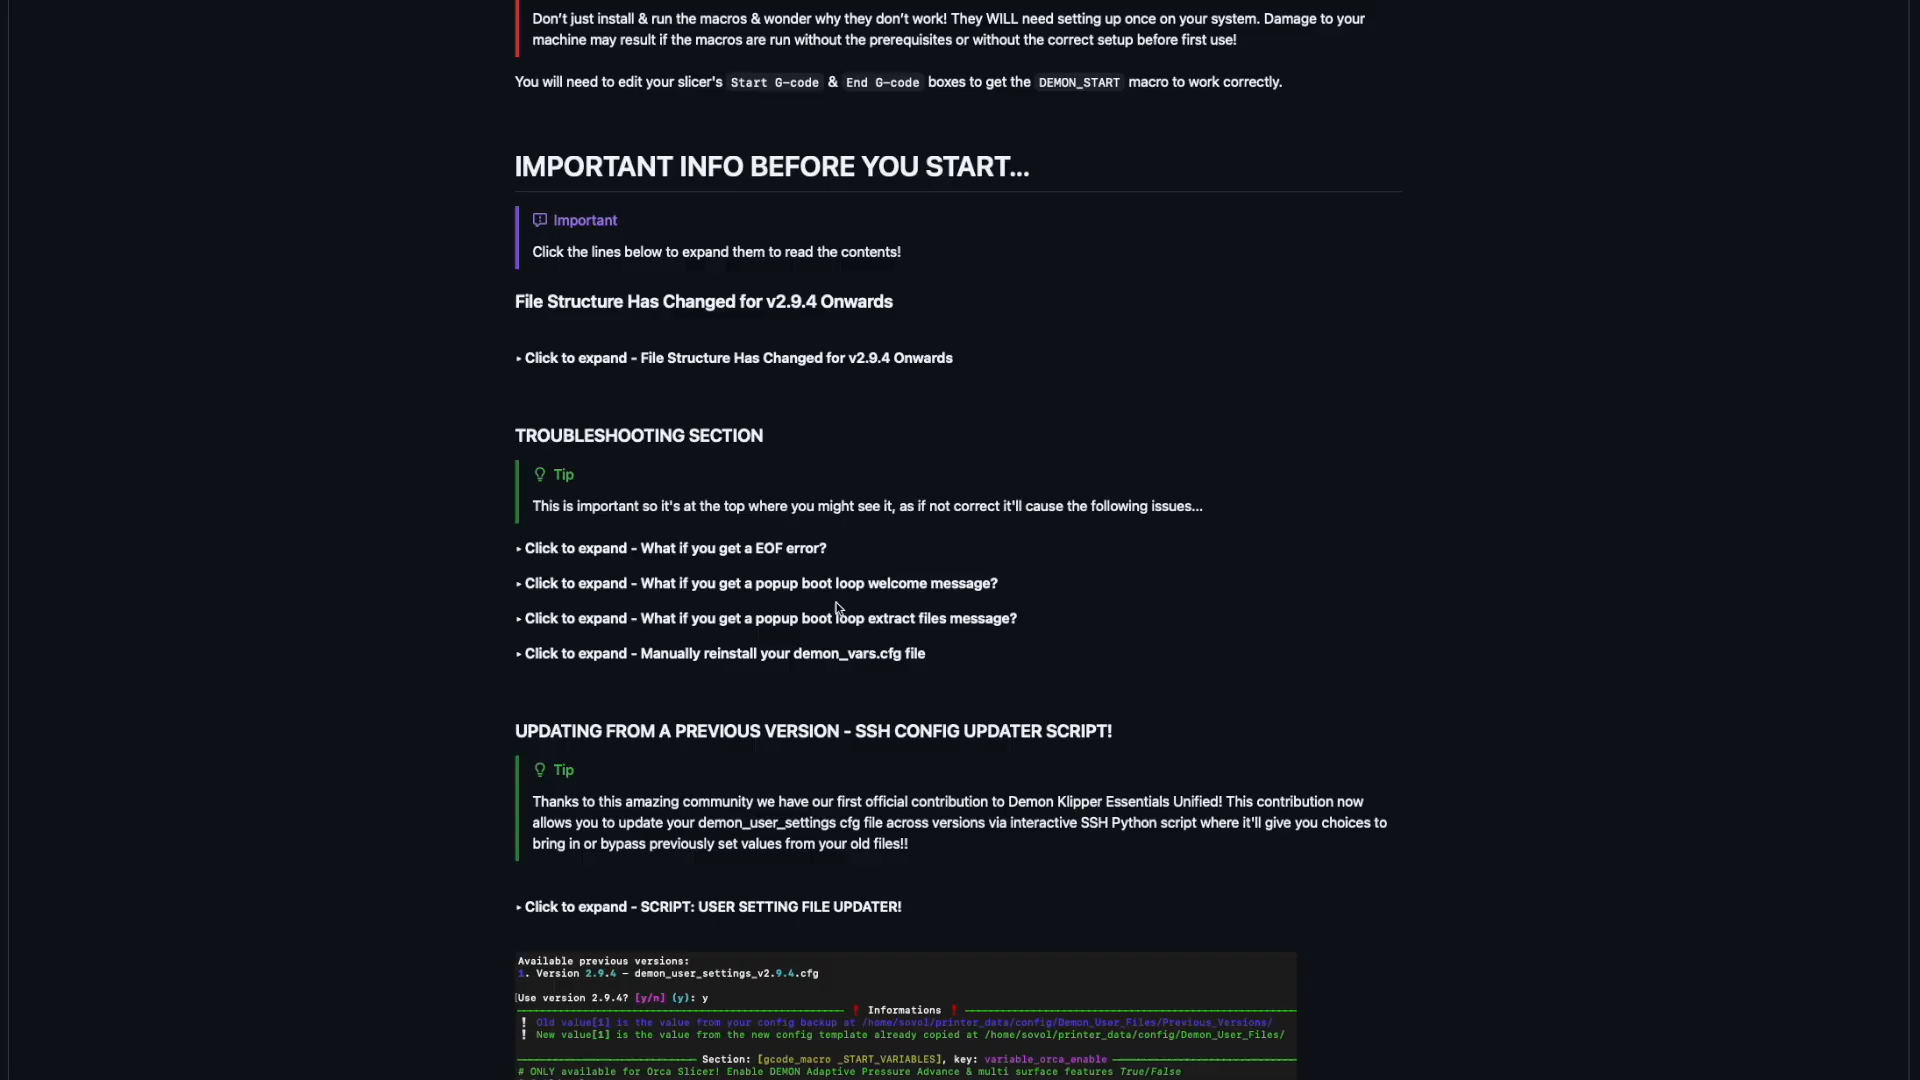 Don't just install & run the macros & wonder why they don't work! They WILL need setting up once on your system. Damage to your
machine may result if the macros are run without the prerequisites or without the correct setup before first use!
You will need to edit your slicer's Start G-code & End G-code boxes to get the DEMON_START macro to work correctly.
IMPORTANT INFO BEFORE YOU START...
Important
Click the lines below to expand them to read the contents!
File Structure Has Changed for v2.9.4 Onwards
Click to expand - File Structure Has Changed for v2.9.4 Onwards
TROUBLESHOOTING SECTION
Tip
This is important so it's at the top where you might see it, as if not correct it'll cause the following issues...
Click to expand - What if you get a EOF error?
Click to expand - What if you get a popup boot loop welcome message?
Click to expand - What if you get a popup boot loop extract files message?
Click to expand - Manually reinstall your demon_vars.cfg file
UPDATING FROM A PREVIOUS VERSION - SSH CONFIG UPDATER SCRIPT!
Tip
Thanks to this amazing community we have our first official contribution to Demon Klipper Essentials Unified! This contribution now
allows you to update your demon_user_settings cfg file across versions via interactive SSH Python script where it'll give you choices to
bring in or bypass previously set values from your old files!!
Click to expand - SCRIPT: USER SETTING FILE UPDATER!
Available previous versions:
1. Version 2.9.4 - demon_user_settings_v2.9.4.cfg
Use version 2.9.4? [y/n] (y): y
! Informations !
! Old value[1] is the value from your config backup at /home/sovol/printer_data/config/Demon_User_Files/Previous_Versions/
! New value[1] is the value from the new config template already copied at /home/sovol/printer_data/config/Demon_User_Files/
Section: [gcode_macro _START_VARIABLES], key: variable_orca_enable
# ONLY available for Orca Slicer! Enable DEMON Adaptive Pressure Advance & multi surface features True/False